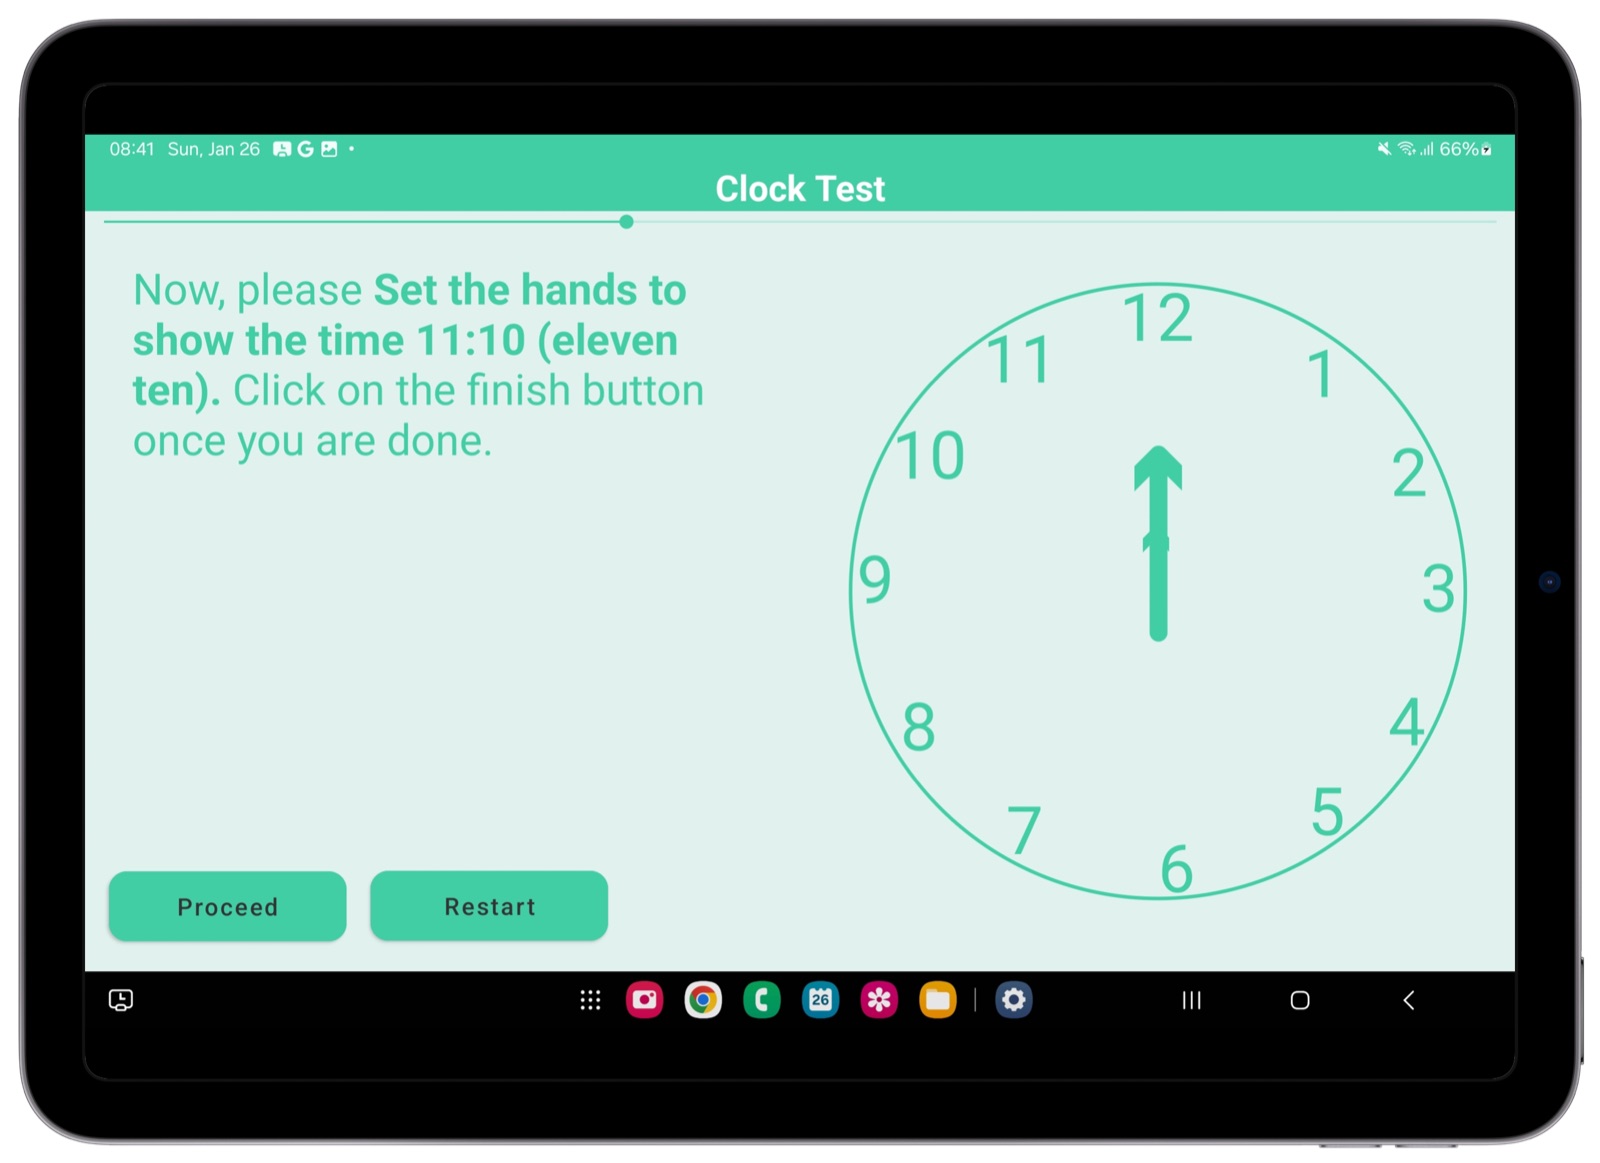 08:41 Sun, Jan 26
66%
Clock Test
Now, please Set the hands to
show the time 11:10 (eleven
ten). Click on the finish button
once you are done.
12
11
1
10
2
9
3
8
4
7
5
6
Proceed
Restart
26